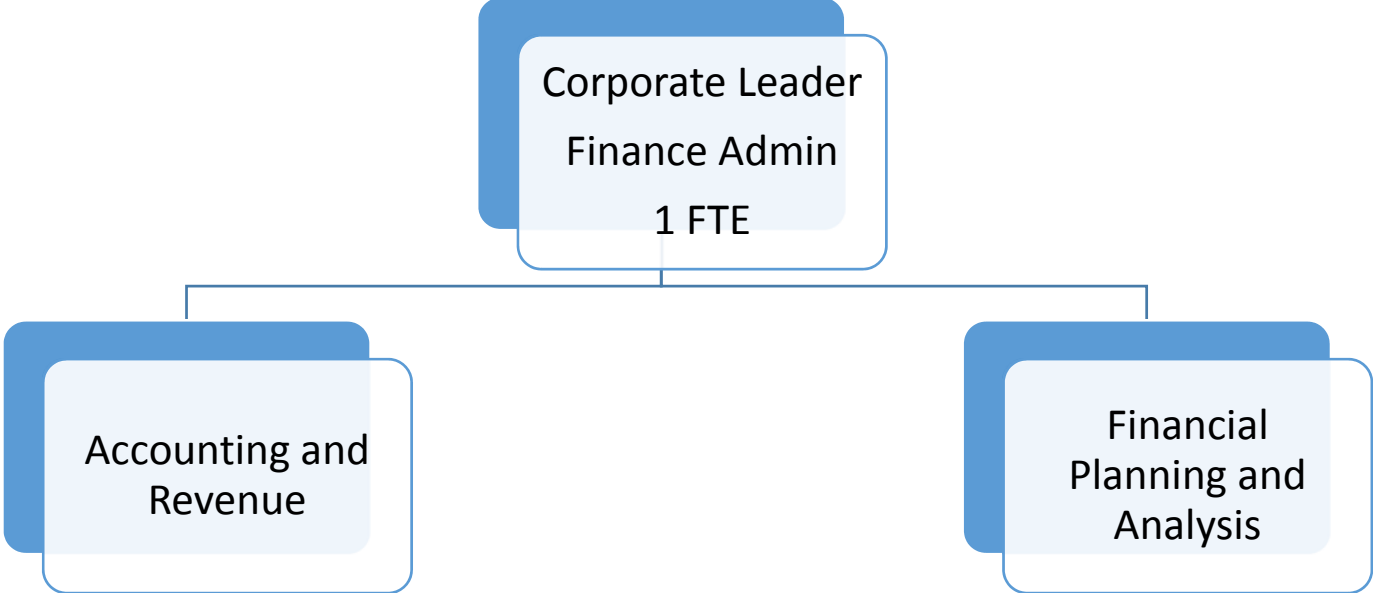 Corporate Leader
Finance Admin
1 FTE
Accounting and
Revenue
Financial
Planning and
Analysis